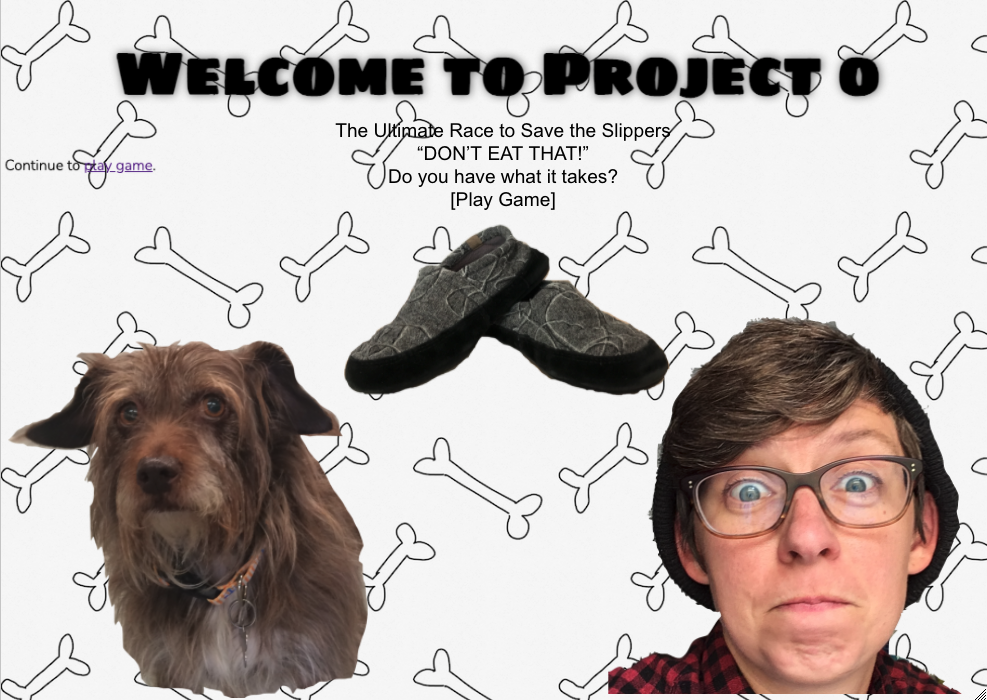 Welcome to Project o
The Ultimate Race to Save the Slippers
“DON’T EAT THAT!”
Continue to play game.
Do you have what it takes?
[Play Game]